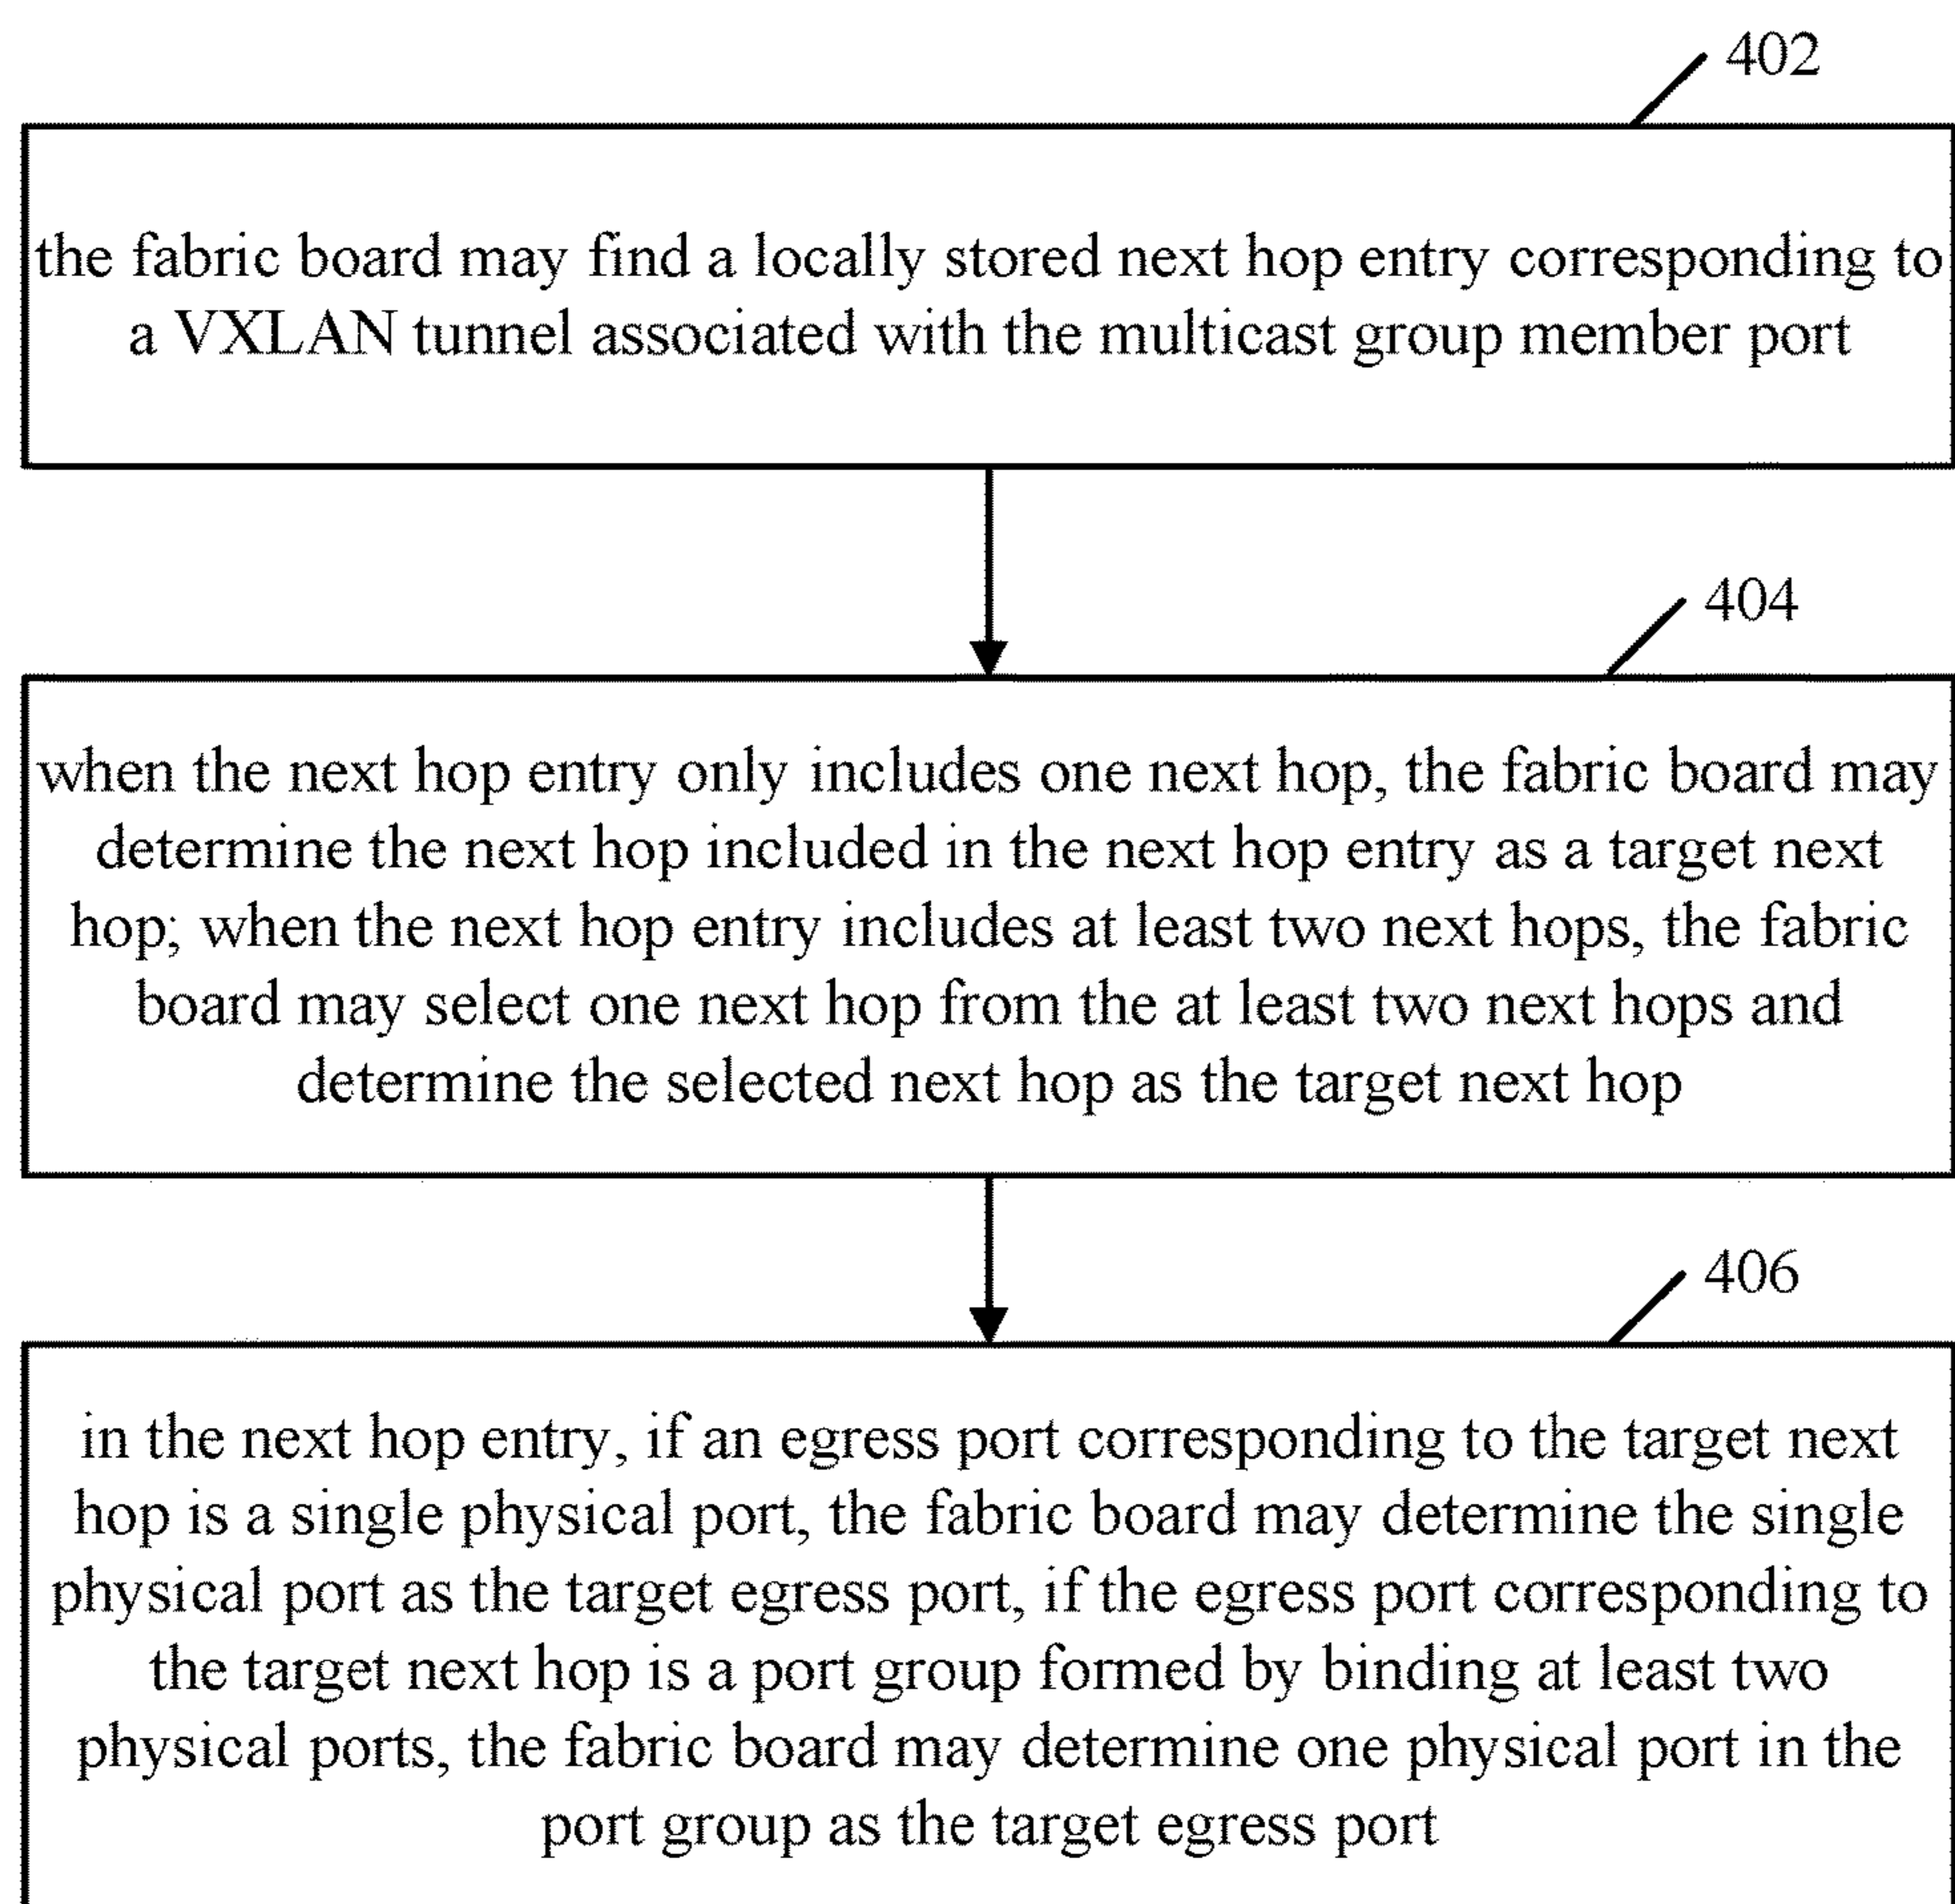 402
the fabric board may find a locally stored next hop entry corresponding to
a VXLAN tunnel associated with the multicast group member port
404
when the next hop entry only includes one next hop, the fabric board may
determine the next hop included in the next hop entry as a target next
hop; when the next hop entry includes at least two next hops, the fabric
board may select one next hop from the at least two next hops and
determine the selected next hop as the target next hop
406
in the next hop entry, if an egress port corresponding to the target next
hop is a single physical port, the fabric board may determine the single
physical port as the target egress port, if the egress port corresponding to
the target next hop is a port group formed by binding at least two
physical ports, the fabric board may determine one physical port in the
port group as the target egress port